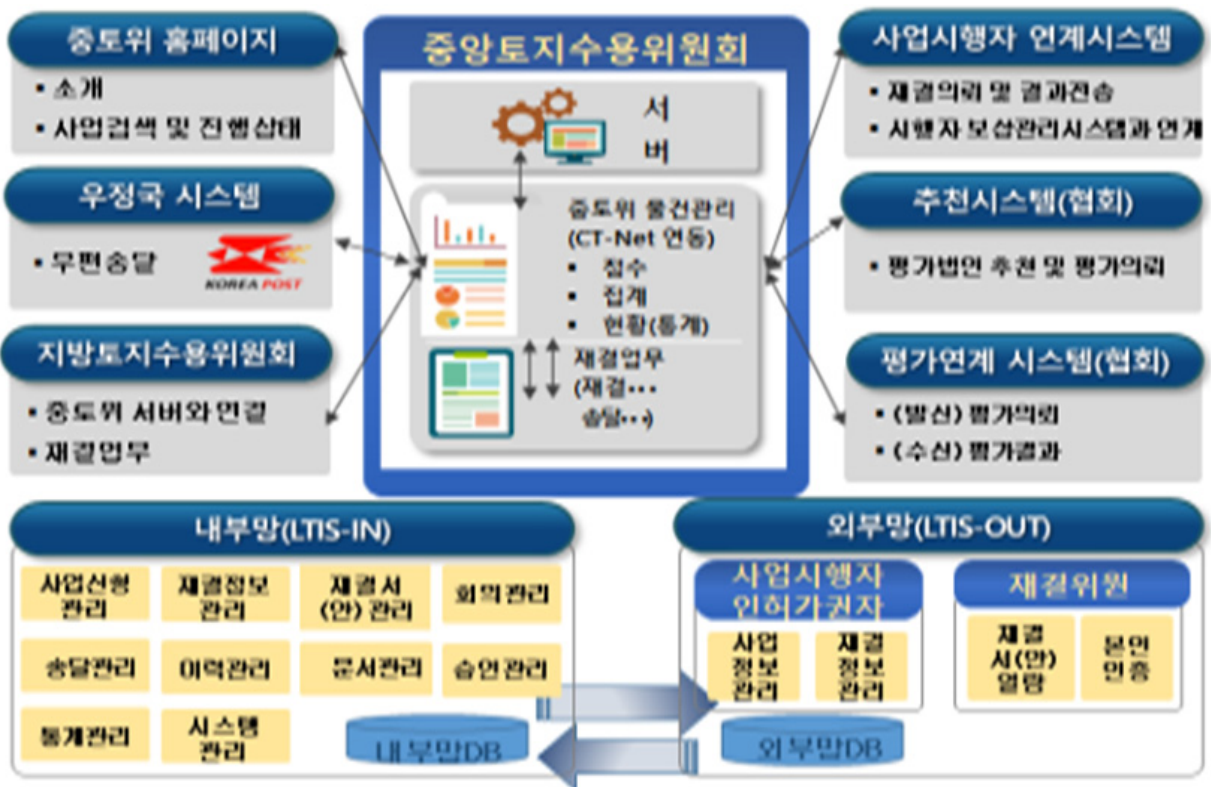 중토위 홈페이지
▪ 소개
▪ 사업검색 및 진행상태
우정국 시스템
▪ 우편송달
KOREA POST
지방토지수용위원회
▪ 중토위 서버와 연결
▪ 재결업무
중앙토지수용위원회
서
버
중토위 물건관리
(CT-Net 연동)
▪ 접수
▪ 집계
▪ 현황(통계)
재결업무
(재결···
송달···)
사업시행자 연계시스템
▪ 재결의뢰 및 결과전송
▪ 시행자 보상관리시스템과 연계
추천시스템(협회)
▪ 평가법인 추천 및 평가의뢰
평가연계 시스템(협회)
▪ (발신) 평가의뢰
▪ (수신) 평가결과
내부망(LTIS-IN)
사업신청
관리
재결정보
관리
재결서
(안) 관리
회의관리
송달관리
이력관리
문서관리
승인관리
통계관리
시스템
관리
내부망DB
외부망(LTIS-OUT)
사업시행자
인허가권자
사업
정보
관리
재결
정보
관리
재결위원
재결
서(안)
열람
본인
인증
외부망DB